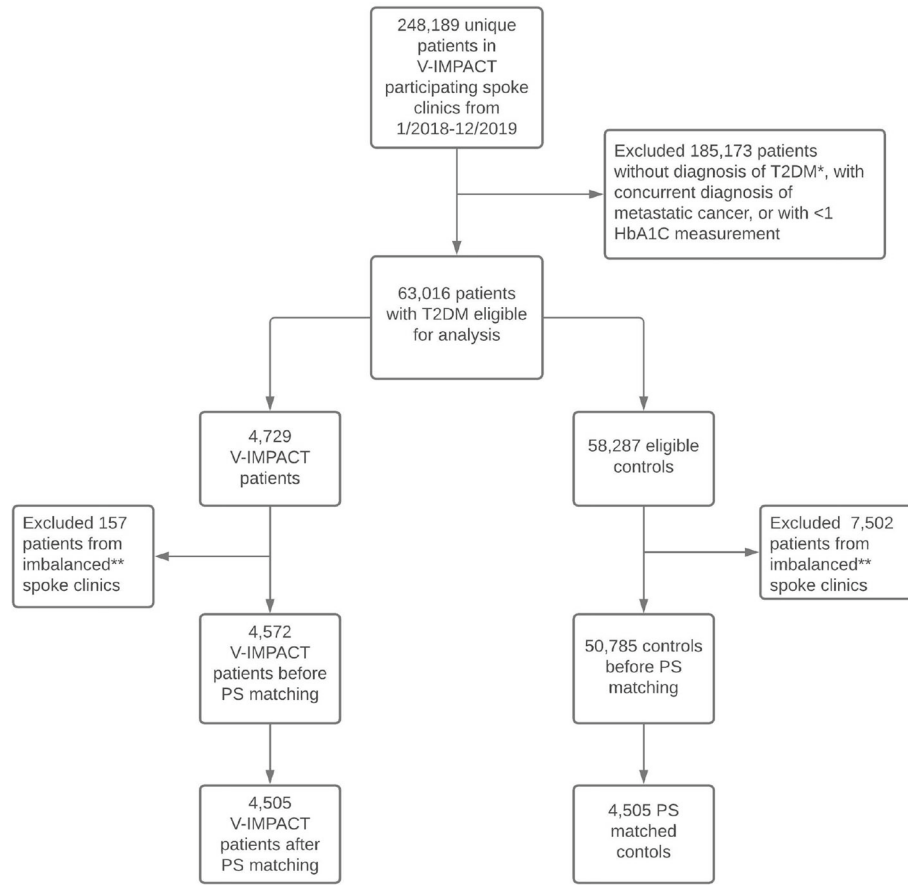 248,189 unique
patients in
V-IMPACT
participating spoke
clinics from
1/2018-12/2019
Excluded 185,173 patients
without diagnosis of T2DM*, with
concurrent diagnosis of
metastatic cancer, or with <1
HbA1C measurement
63,016 patients
with T2DM eligible
for analysis
4,729
V-IMPACT
patients
58,287 eligible
controls
Excluded 157
patients from
imbalanced**
spoke clinics
Excluded 7,502
patients from
imbalanced**
spoke clinics
4,572
V-IMPACT
patients before
PS matching
50,785 controls
before PS
matching
4,505
V-IMPACT
patients after
PS matching
4,505 PS
matched
contols